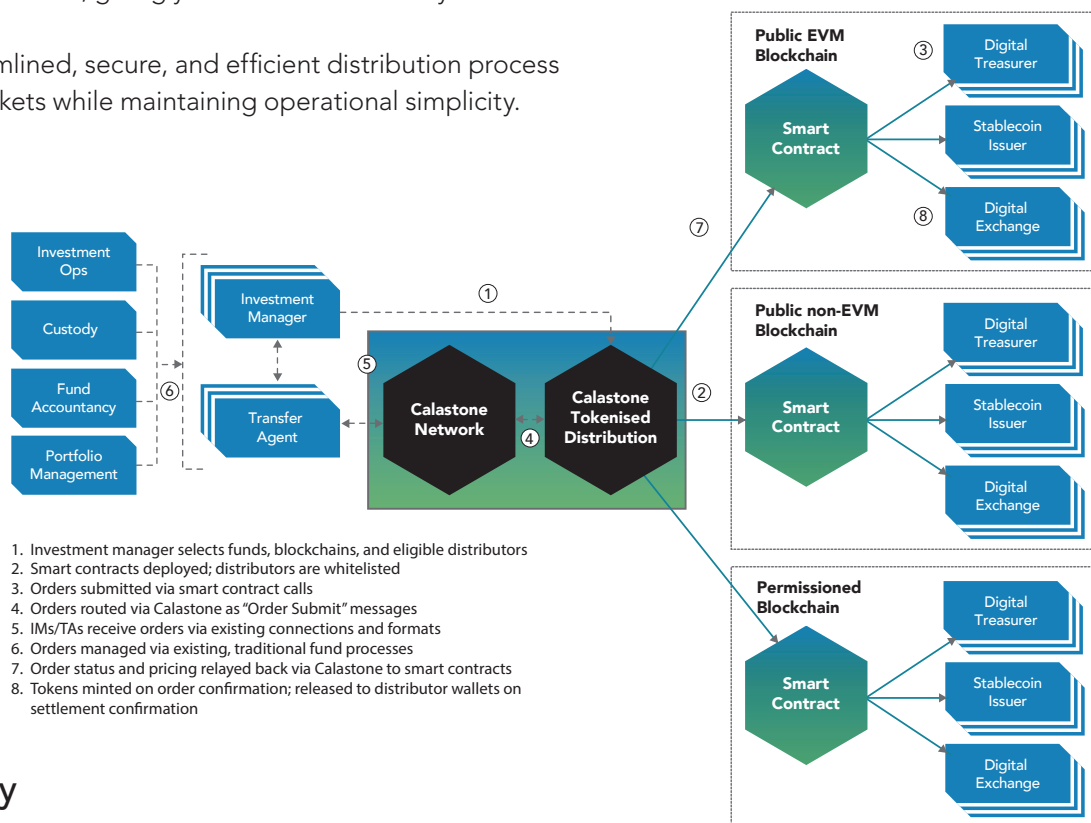 mlined, secure, and efficient distribution process
kets while maintaining operational simplicity.
Public EVM
Blockchain
Smart
Contract
3
Digital
Treasurer
Stablecoin
Issuer
8
Digital
Exchange
7
Investment
Ops
Custody
Fund
Accountancy
Portfolio
Management
6
Investment
Manager
Transfer
Agent
1
5
Calastone
Network
4
Calastone
Tokenised
Distribution
2
Public non-EVM
Blockchain
Smart
Contract
Digital
Treasurer
Stablecoin
Issuer
Digital
Exchange
1. Investment manager selects funds, blockchains, and eligible distributors
2. Smart contracts deployed; distributors are whitelisted
3. Orders submitted via smart contract calls
4. Orders routed via Calastone as “Order Submit” messages
5. IMs/TAs receive orders via existing connections and formats
6. Orders managed via existing, traditional fund processes
7. Order status and pricing relayed back via Calastone to smart contracts
8. Tokens minted on order confirmation; released to distributor wallets on
settlement confirmation
Permissioned
Blockchain
Smart
Contract
Digital
Treasurer
Stablecoin
Issuer
Digital
Exchange
y